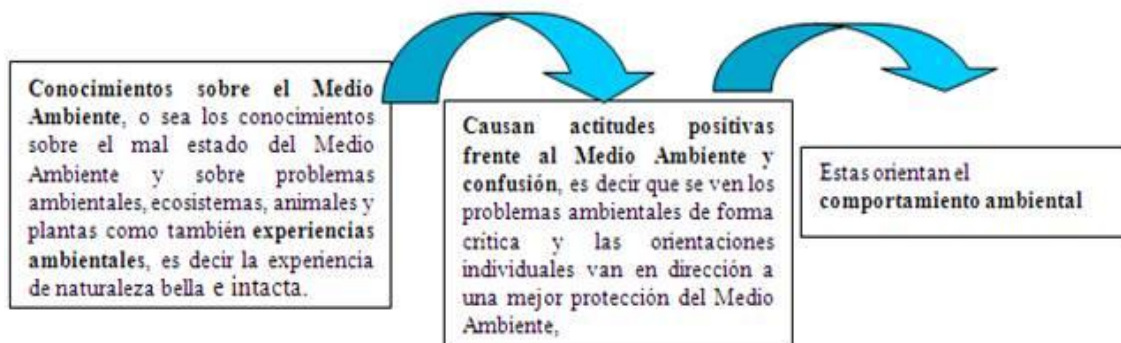 Conocimientos sobre el Medio
Ambiente, o sea los conocimientos
sobre el mal estado del Medio
Ambiente y sobre problemas
ambientales, ecosistemas, animales y
plantas como también experiencias
ambientales, es decir la experiencia
de naturaleza bella e intacta.
Causan actitudes positivas
frente al Medio Ambiente y
confusión, es decir que se ven los
problemas ambientales de forma
critica y las orientaciones
individuales van en dirección a
una mejor protección del Medio
Ambiente,
Estas orientan el
comportamiento ambiental